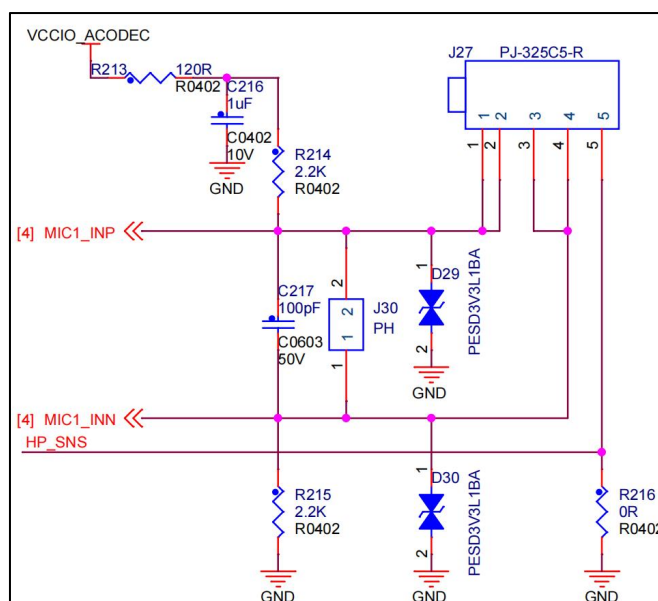 VCCIO_ACODEC
J27 PJ-325C5-R
R213 120R
R0402
C216
1uF
C0402
10V
GND
1 2 3 4 5
1 2 3 4 5
R214
2.2K
R0402
[4] MIC1_INP
C217
100pF
C0603
50V
2
2
1
1
J30
PH
1
D29
2
PESD3V3L1BA
GND
[4] MIC1_INN
HP_SNS
R215
2.2K
R0402
GND
1
D30
2
PESD3V3L1BA
GND
R216
0R
R0402
GND